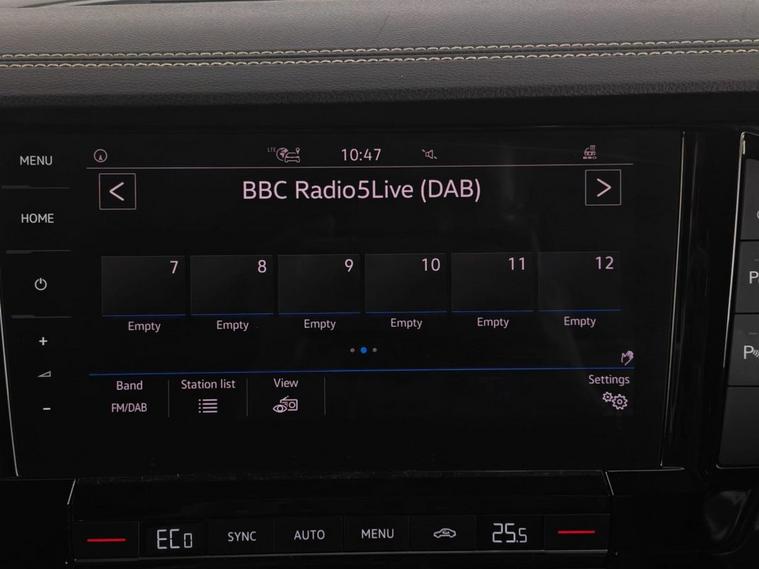 MENU
HOME
+
-
LTE
10:47
<
BBC Radio5Live (DAB)
>
7
8
9
10
11
12
Empty
Empty
Empty
Empty
Empty
Empty
Band
FM/DAB
Station list
View
Settings
P
P
ECO
SYNC
AUTO
MENU
25.5